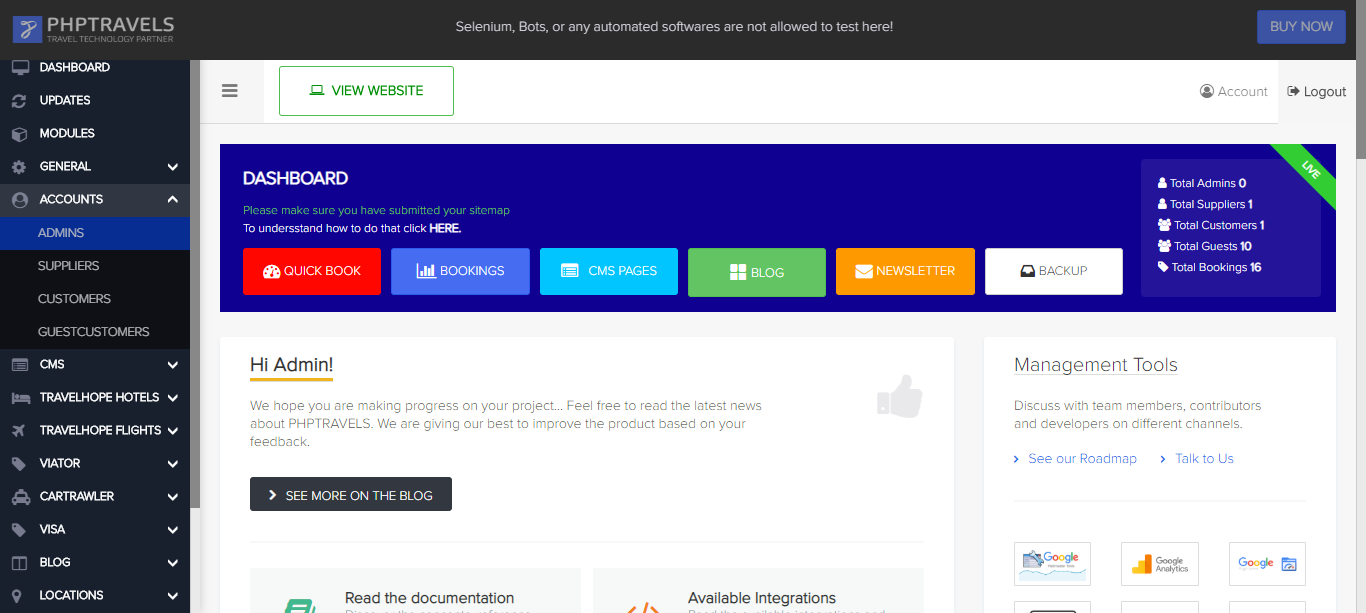 PHPTRAVELS
TRAVEL TECHNOLOGY PARTNER
Selenium, Bots, or any automated softwares are not allowed to test here!
BUY NOW
DASHBOARD
UPDATES
MODULES
GENERAL
ACCOUNTS
ADMINS
SUPPLIERS
CUSTOMERS
GUESTCUSTOMERS
CMS
TRAVELHOPE HOTELS
TRAVELHOPE FLIGHTS
VIATOR
CARTRAWLER
VISA
BLOG
LOCATIONS
VIEW WEBSITE
Account
Logout
DASHBOARD
Please make sure you have submitted your sitemap
To undersstand how to do that click HERE.
QUICK BOOK
BOOKINGS
CMS PAGES
BLOG
NEWSLETTER
BACKUP
LIVE
Total Admins 0
Total Suppliers 1
Total Customers 1
Total Guests 10
Total Bookings 16
Hi Admin!
We hope you are making progress on your project... Feel free to read the latest news
about PHPTRAVELS. We are giving our best to improve the product based on your
feedback.
SEE MORE ON THE BLOG
Read the documentation
Available Integrations
Management Tools
Discuss with team members, contributors
and developers on different channels.
See our Roadmap
Talk to Us
Google
Google
Analytics
Google